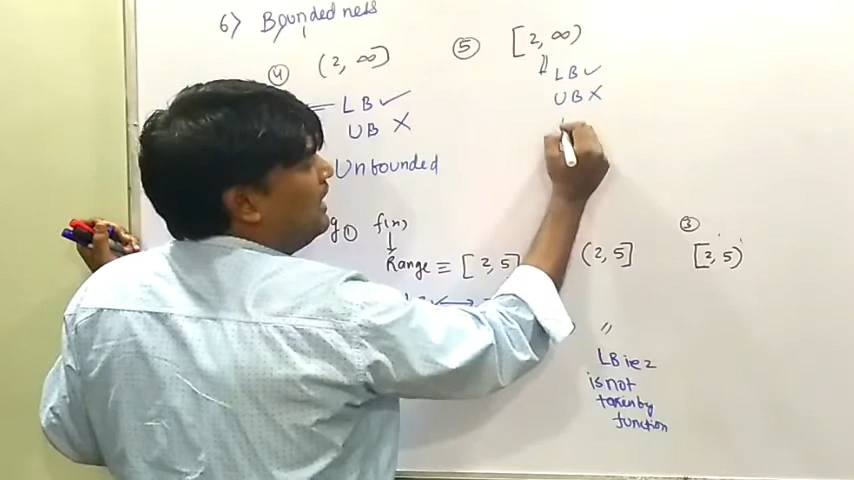 6) Boundedness
④ (2, ∞)
LB ✓
UB ✗
Unbounded
⑤ [2, ∞)
LB ✓
UB ✗
g ① f(x)
↓
Range ≡ [2, 5]
(2, 5]
③ [2, 5)
〃
LB ie 2
is not
taken by
function